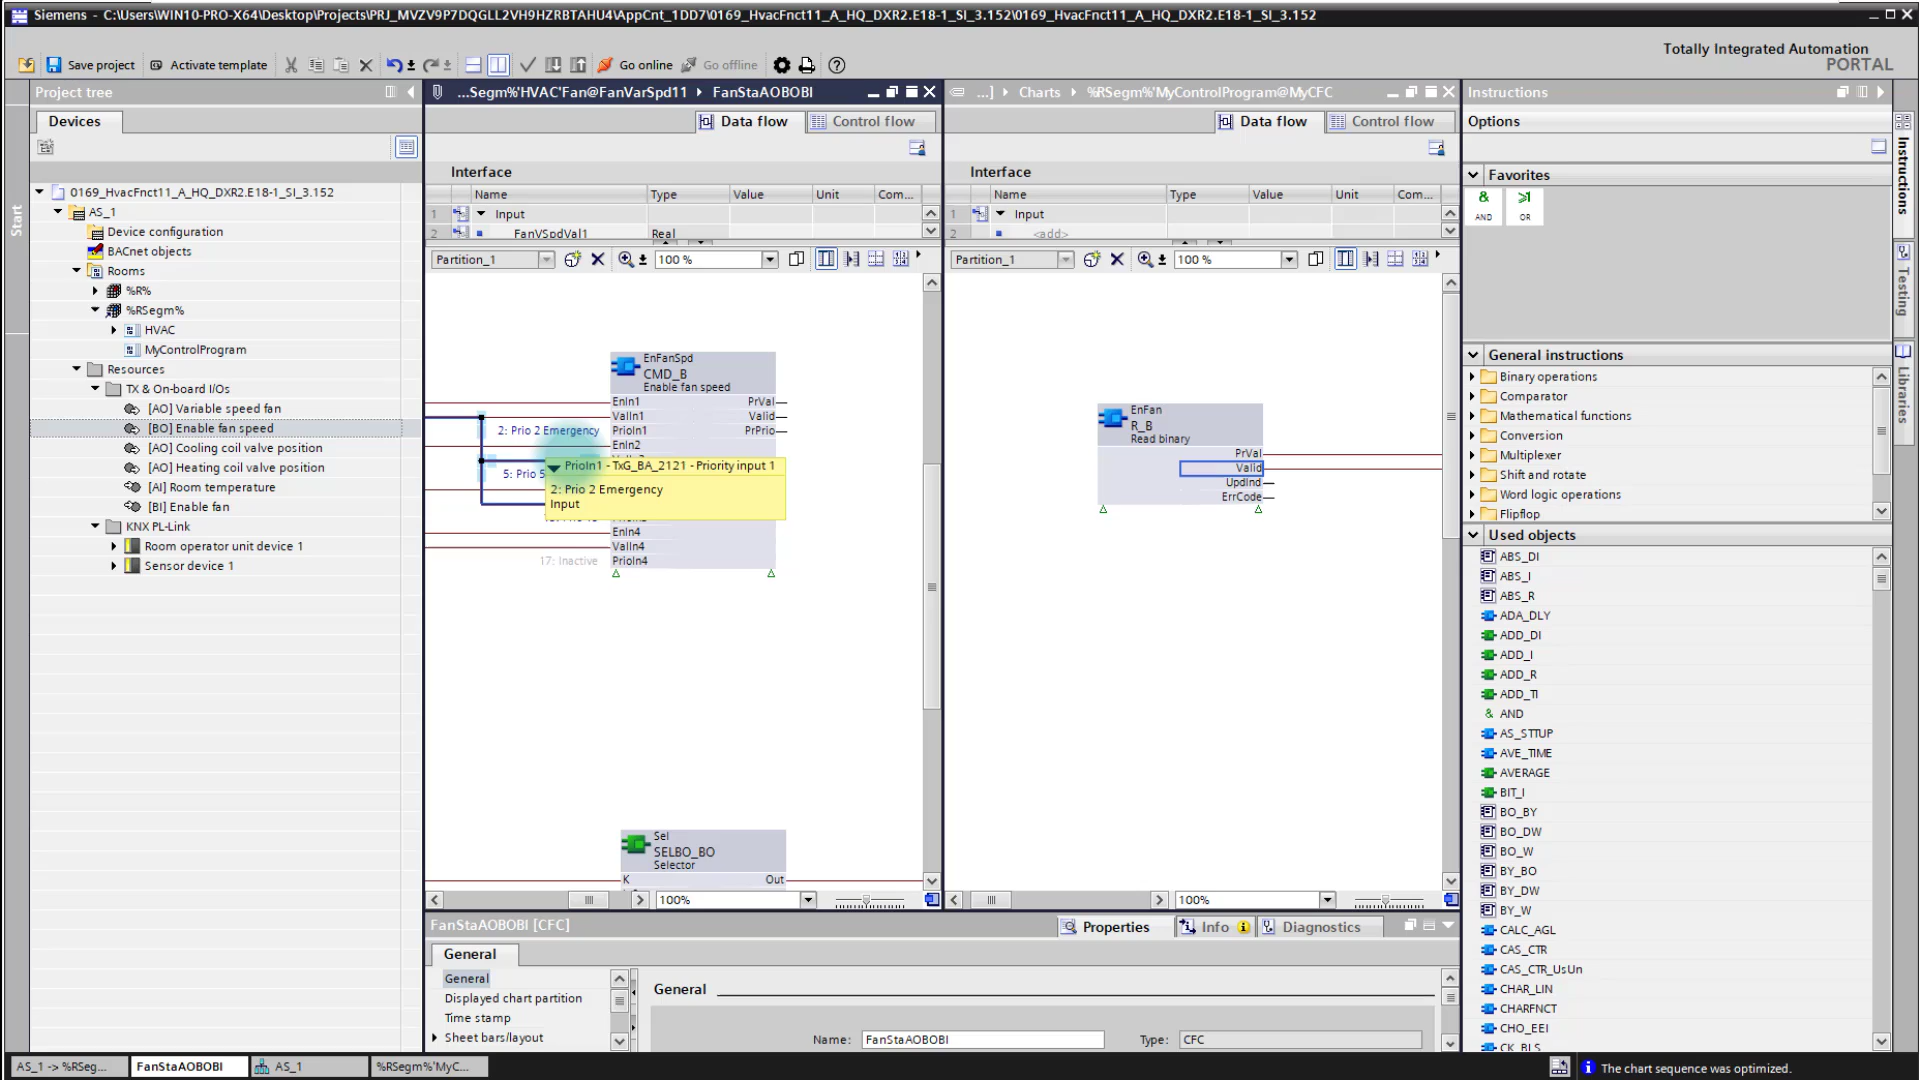 Siemens - C:\Users\WIN10-PRO-X64\Desktop\Projects\PRJ_MVZV9P7DQGLL2VH9HZRBTAHU4\AppCnt_1DD7\0169_HvacFnct11_A_HQ_DXR2.E18-1_SI_3.152\0169_HvacFnct11_A_HQ_DXR2.E18-1_SI_3.152
Totally Integrated Automation
PORTAL
Save project
Activate template
Go online
Go offline
Project tree
Devices
Start
0169_HvacFnct11_A_HQ_DXR2.E18-1_SI_3.152
AS_1
Device configuration
BACnet objects
Rooms
%R%
%RSegm%
HVAC
MyControlProgram
Resources
TX & On-board I/Os
[AO] Variable speed fan
[BO] Enable fan speed
[AO] Cooling coil valve position
[AO] Heating coil valve position
[AI] Room temperature
[BI] Enable fan
KNX PL-Link
Room operator unit device 1
Sensor device 1
...Segm%'HVAC'Fan@FanVarSpd11 FanStaAOBOBI
Data flow
Control flow
Interface
Name Type Value Unit Com...
1 Input
2 FanVSpdVal1 Real
Partition_1
100 %
EnFanSpd
CMD_B
Enable fan speed
EnIn1 PrVal
ValIn1 Valid
2: Prio 2 Emergency PrioIn1 PrPrio
EnIn2
5: Prio 5
PrioIn1 - TxG_BA_2121 - Priority input 1
2: Prio 2 Emergency
Input
EnIn4
ValIn4
17: Inactive PrioIn4
Sel
SELBO_BO
Selector
K Out
100%
...] Charts %RSegm%'MyControlProgram@MyCFC
Data flow
Control flow
Interface
Name Type Value Unit Com...
1 Input
2 <add>
Partition_1
100 %
EnFan
R_B
Read binary
PrVal
Valid
UpdInd
ErrCode
100%
FanStaAOBOBI [CFC]
Properties
Info
Diagnostics
General
General
Displayed chart partition
Time stamp
Sheet bars/layout
General
Name: FanStaAOBOBI
Type: CFC
Instructions
Options
Favorites
&
AND
≥1
OR
General instructions
Binary operations
Comparator
Mathematical functions
Conversion
Multiplexer
Shift and rotate
Word logic operations
Flipflop
Used objects
ABS_DI
ABS_I
ABS_R
ADA_DLY
ADD_DI
ADD_I
ADD_R
ADD_TI
& AND
AS_STTUP
AVE_TIME
AVERAGE
BIT_I
BO_BY
BO_DW
BO_W
BY_BO
BY_DW
BY_W
CALC_AGL
CAS_CTR
CAS_CTR_UsUn
CHAR_LIN
CHARFNCT
CHO_EEI
CK_BLS
Instructions
Testing
Libraries
AS_1 -> %RSeg...
FanStaAOBOBI
AS_1
%RSegm%'MyC...
The chart sequence was optimized.